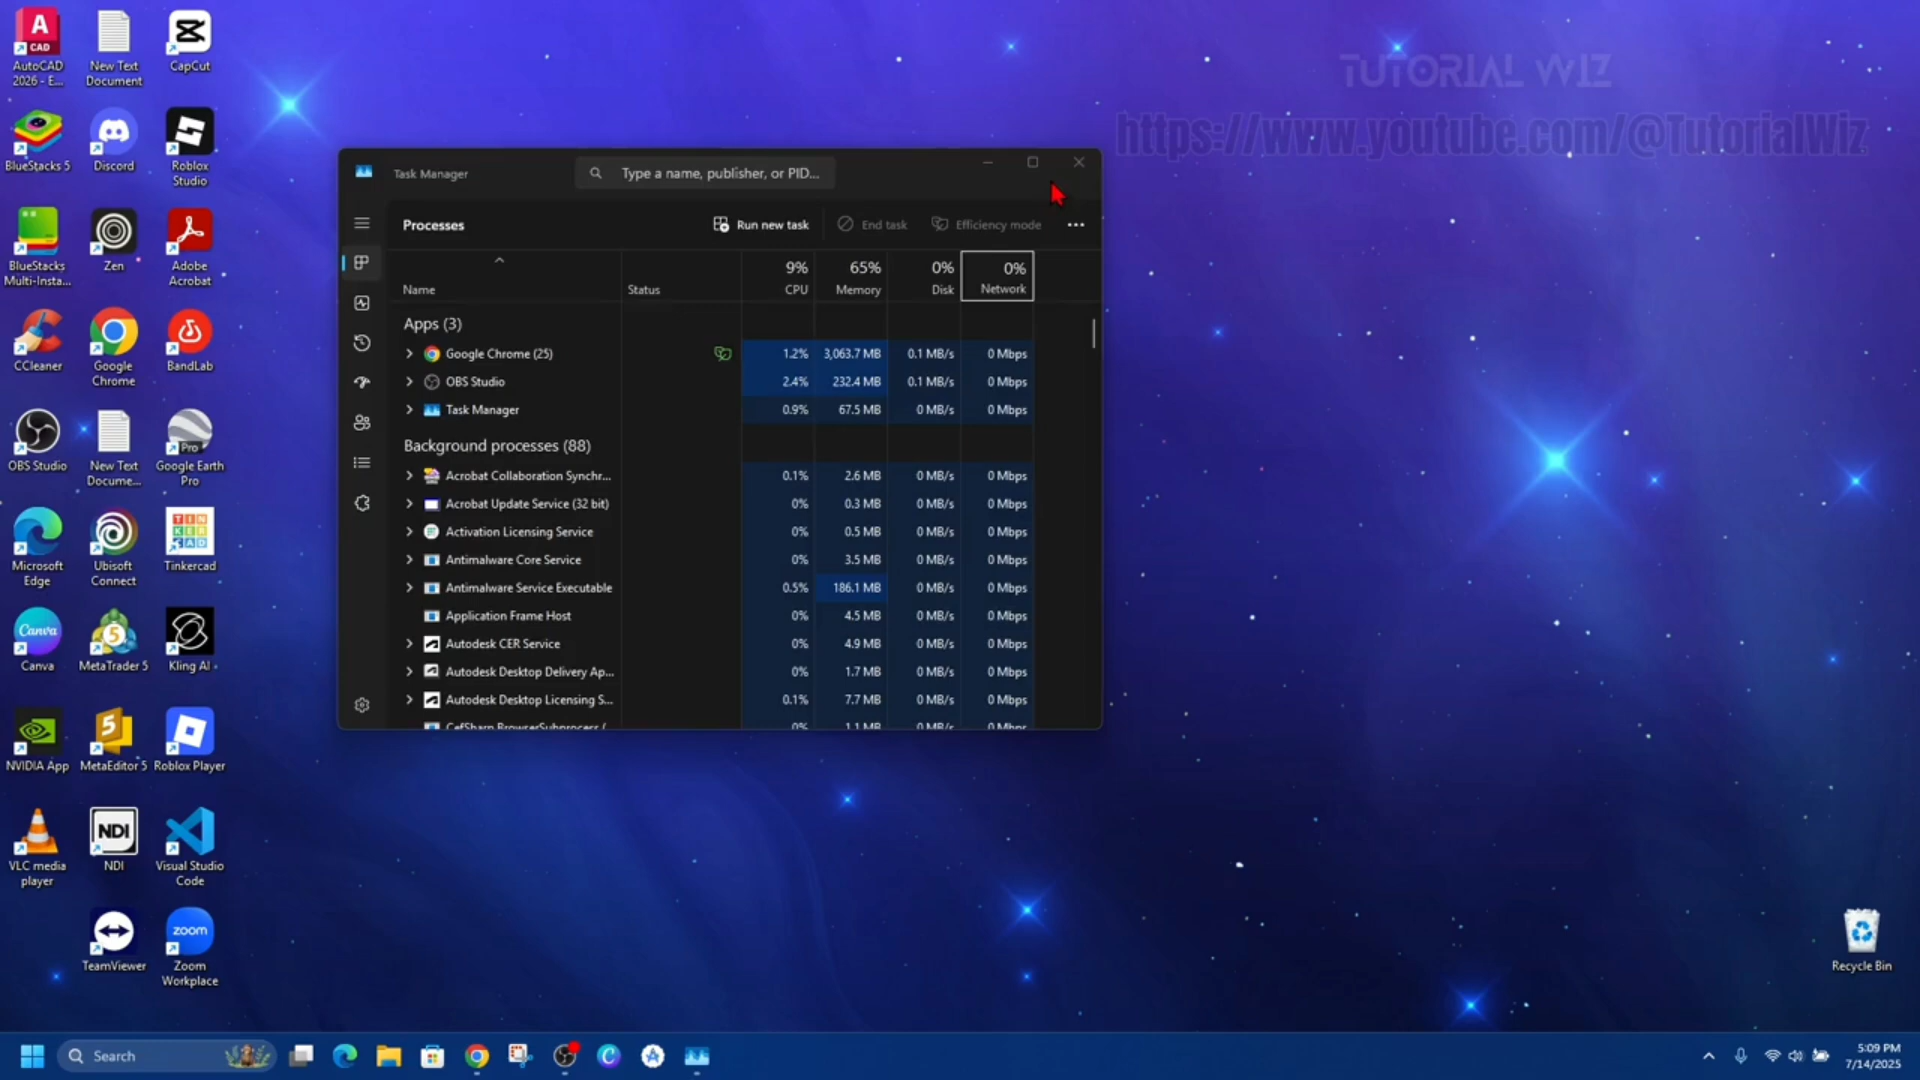 AutoCAD
2026 - E...
New Text
Document
CapCut
BlueStacks 5
Discord
Roblox
Studio
BlueStacks
Multi-Insta...
Zen
Adobe
Acrobat
CCleaner
Google
Chrome
BandLab
OBS Studio
New Text
Docume...
Google Earth
Pro
Microsoft
Edge
Ubisoft
Connect
Tinkercad
Canva
MetaTrader 5
Kling AI
NVIDIA App
MetaEditor 5
Roblox Player
VLC media
player
NDI
Visual Studio
Code
TeamViewer
Zoom
Workplace
A
CAD
Pro
TIN
KER
CAD
Canva
5
5
NDI
zoom
TUTORIAL WIZ
https://www.youtube.com/@TutorialWiz
Task Manager
Type a name, publisher, or PID...
Processes
Run new task
End task
Efficiency mode
9% 65% 0% 0%
Name Status CPU Memory Disk Network
Apps (3)
Google Chrome (25) 1.2% 3,063.7 MB 0.1 MB/s 0 Mbps
OBS Studio 2.4% 232.4 MB 0.1 MB/s 0 Mbps
Task Manager 0.9% 67.5 MB 0 MB/s 0 Mbps
Background processes (88)
Acrobat Collaboration Synchr... 0.1% 2.6 MB 0 MB/s 0 Mbps
Acrobat Update Service (32 bit) 0% 0.3 MB 0 MB/s 0 Mbps
Activation Licensing Service 0% 0.5 MB 0 MB/s 0 Mbps
Antimalware Core Service 0% 3.5 MB 0 MB/s 0 Mbps
Antimalware Service Executable 0.5% 186.1 MB 0 MB/s 0 Mbps
Application Frame Host 0% 4.5 MB 0 MB/s 0 Mbps
Autodesk CER Service 0% 4.9 MB 0 MB/s 0 Mbps
Autodesk Desktop Delivery Ap... 0% 1.7 MB 0 MB/s 0 Mbps
Autodesk Desktop Licensing S... 0.1% 7.7 MB 0 MB/s 0 Mbps
CefSharp.BrowserSubprocess ( 0% 1.1 MB 0 MB/s 0 Mbps
Recycle Bin
Search
5:09 PM
7/14/2025